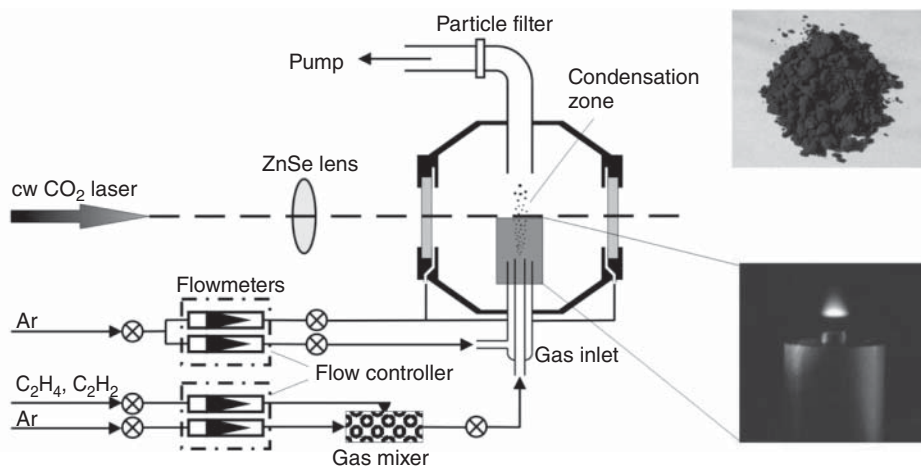 Particle filter
Pump
Condensation
zone
ZnSe lens
cw CO₂ laser
Flowmeters
Ar
Gas inlet
Flow controller
C₂H₄, C₂H₂
Ar
Gas mixer